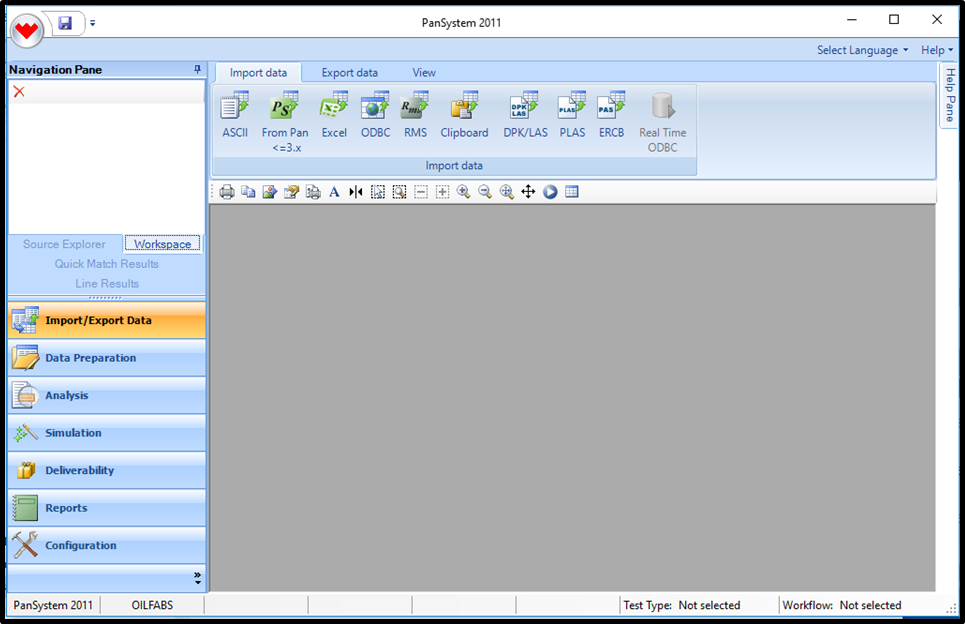 PanSystem 2011
Select Language Help
Navigation Pane
Import data Export data View
Help Pane
ASCII From Pan <=3.x Excel ODBC RMS Clipboard DPK/LAS PLAS ERCB Real Time ODBC
Import data
Source Explorer Workspace
Quick Match Results
Line Results
Import/Export Data
Data Preparation
Analysis
Simulation
Deliverability
Reports
Configuration
PanSystem 2011 OILFABS Test Type: Not selected Workflow: Not selected